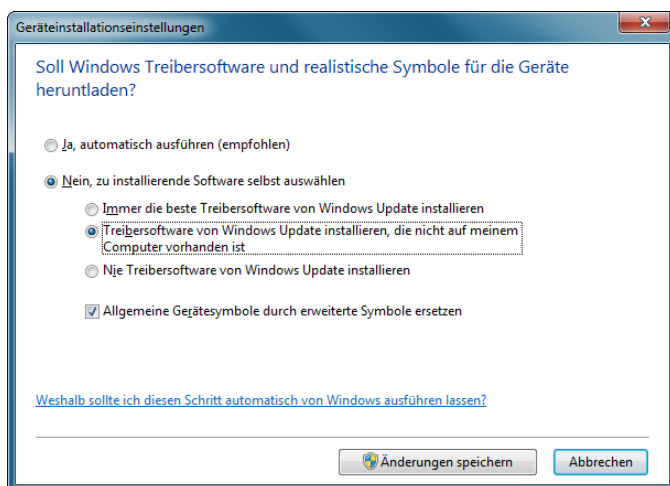 Geräteinstallationseinstellungen
Soll Windows Treibersoftware und realistische Symbole für die Geräte
heruntladen?
Ja, automatisch ausführen (empfohlen)
Nein, zu installierende Software selbst auswählen
Immer die beste Treibersoftware von Windows Update installieren
Treibersoftware von Windows Update installieren, die nicht auf meinem
Computer vorhanden ist
Nie Treibersoftware von Windows Update installieren
Allgemeine Gerätesymbole durch erweiterte Symbole ersetzen
Weshalb sollte ich diesen Schritt automatisch von Windows ausführen lassen?
Änderungen speichern
Abbrechen